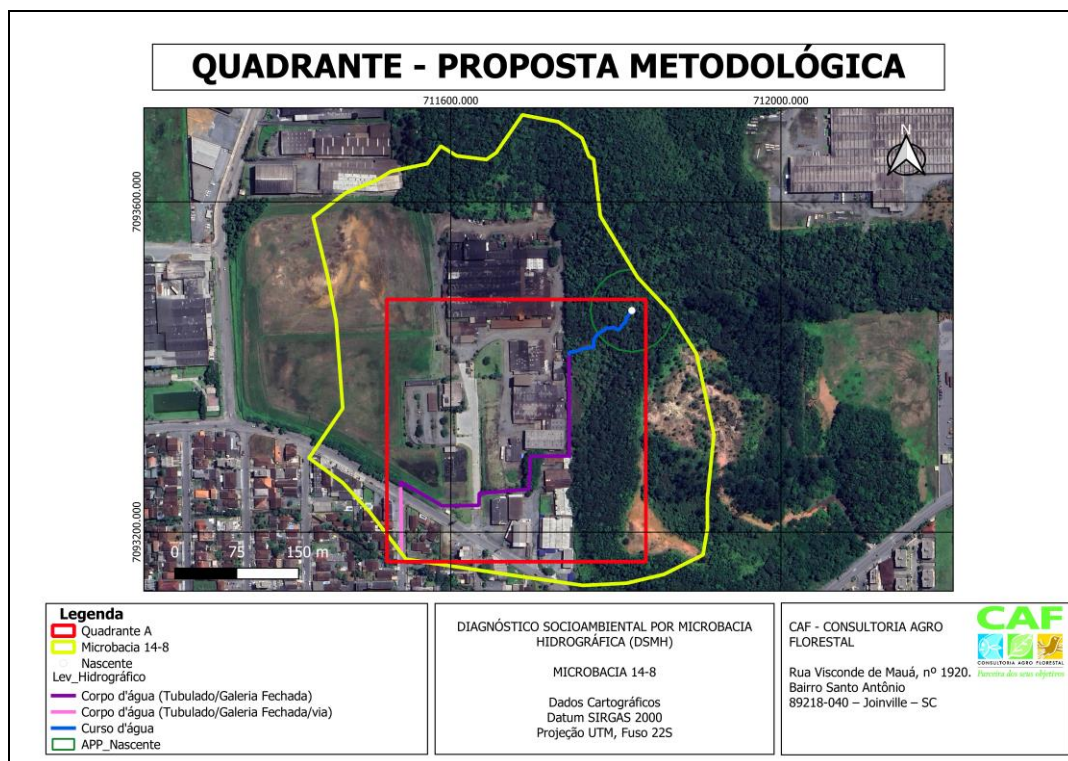 QUADRANTE - PROPOSTA METODOLÓGICA
711600.000
712000.000
N
7093600.000
7093200.000
0 75 150 m
Legenda
Quadrante A
Microbacia 14-8
Nascente
Lev_Hidrográfico
Corpo d'água (Tubulado/Galeria Fechada)
Corpo d'água (Tubulado/Galeria Fechada/via)
Curso d'água
APP_Nascente
DIAGNÓSTICO SOCIOAMBIENTAL POR MICROBACIA
HIDROGRÁFICA (DSMH)
MICROBACIA 14-8
Dados Cartográficos
Datum SIRGAS 2000
Projeção UTM, Fuso 22S
CAF - CONSULTORIA AGRO
FLORESTAL
Rua Visconde de Mauá, nº 1920.
Bairro Santo Antônio
89218-040 – Joinville – SC
CAF
CONSULTORIA AGRO FLORESTAL
Parceira dos seus objetivos